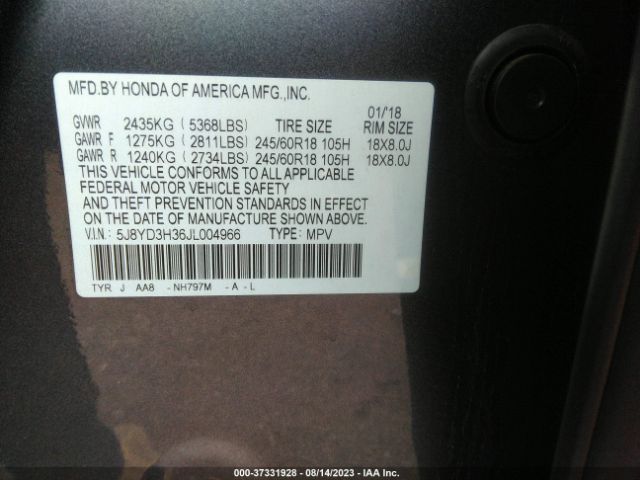 MFD.BY HONDA OF AMERICA MFG.,INC.
01/'18
GVWR 2435KG ( 5368LBS) TIRE SIZE RIM SIZE
GAWR F 1275KG ( 2811LBS) 245/60R18 105H 18X8.0J
GAWR R 1240KG ( 2734LBS) 245/60R18 105H 18X8.0J
THIS VEHICLE CONFORMS TO ALL APPLICABLE
FEDERAL MOTOR VEHICLE SAFETY
AND THEFT PREVENTION STANDARDS IN EFFECT
ON THE DATE OF MANUFACTURE SHOWN ABOVE.
V.I.N.: 5J8YD3H36JL004966 TYPE: MPV
TYR J AA8 - NH797M - A - L
000-37331928 - 08/14/2023 - IAA Inc.